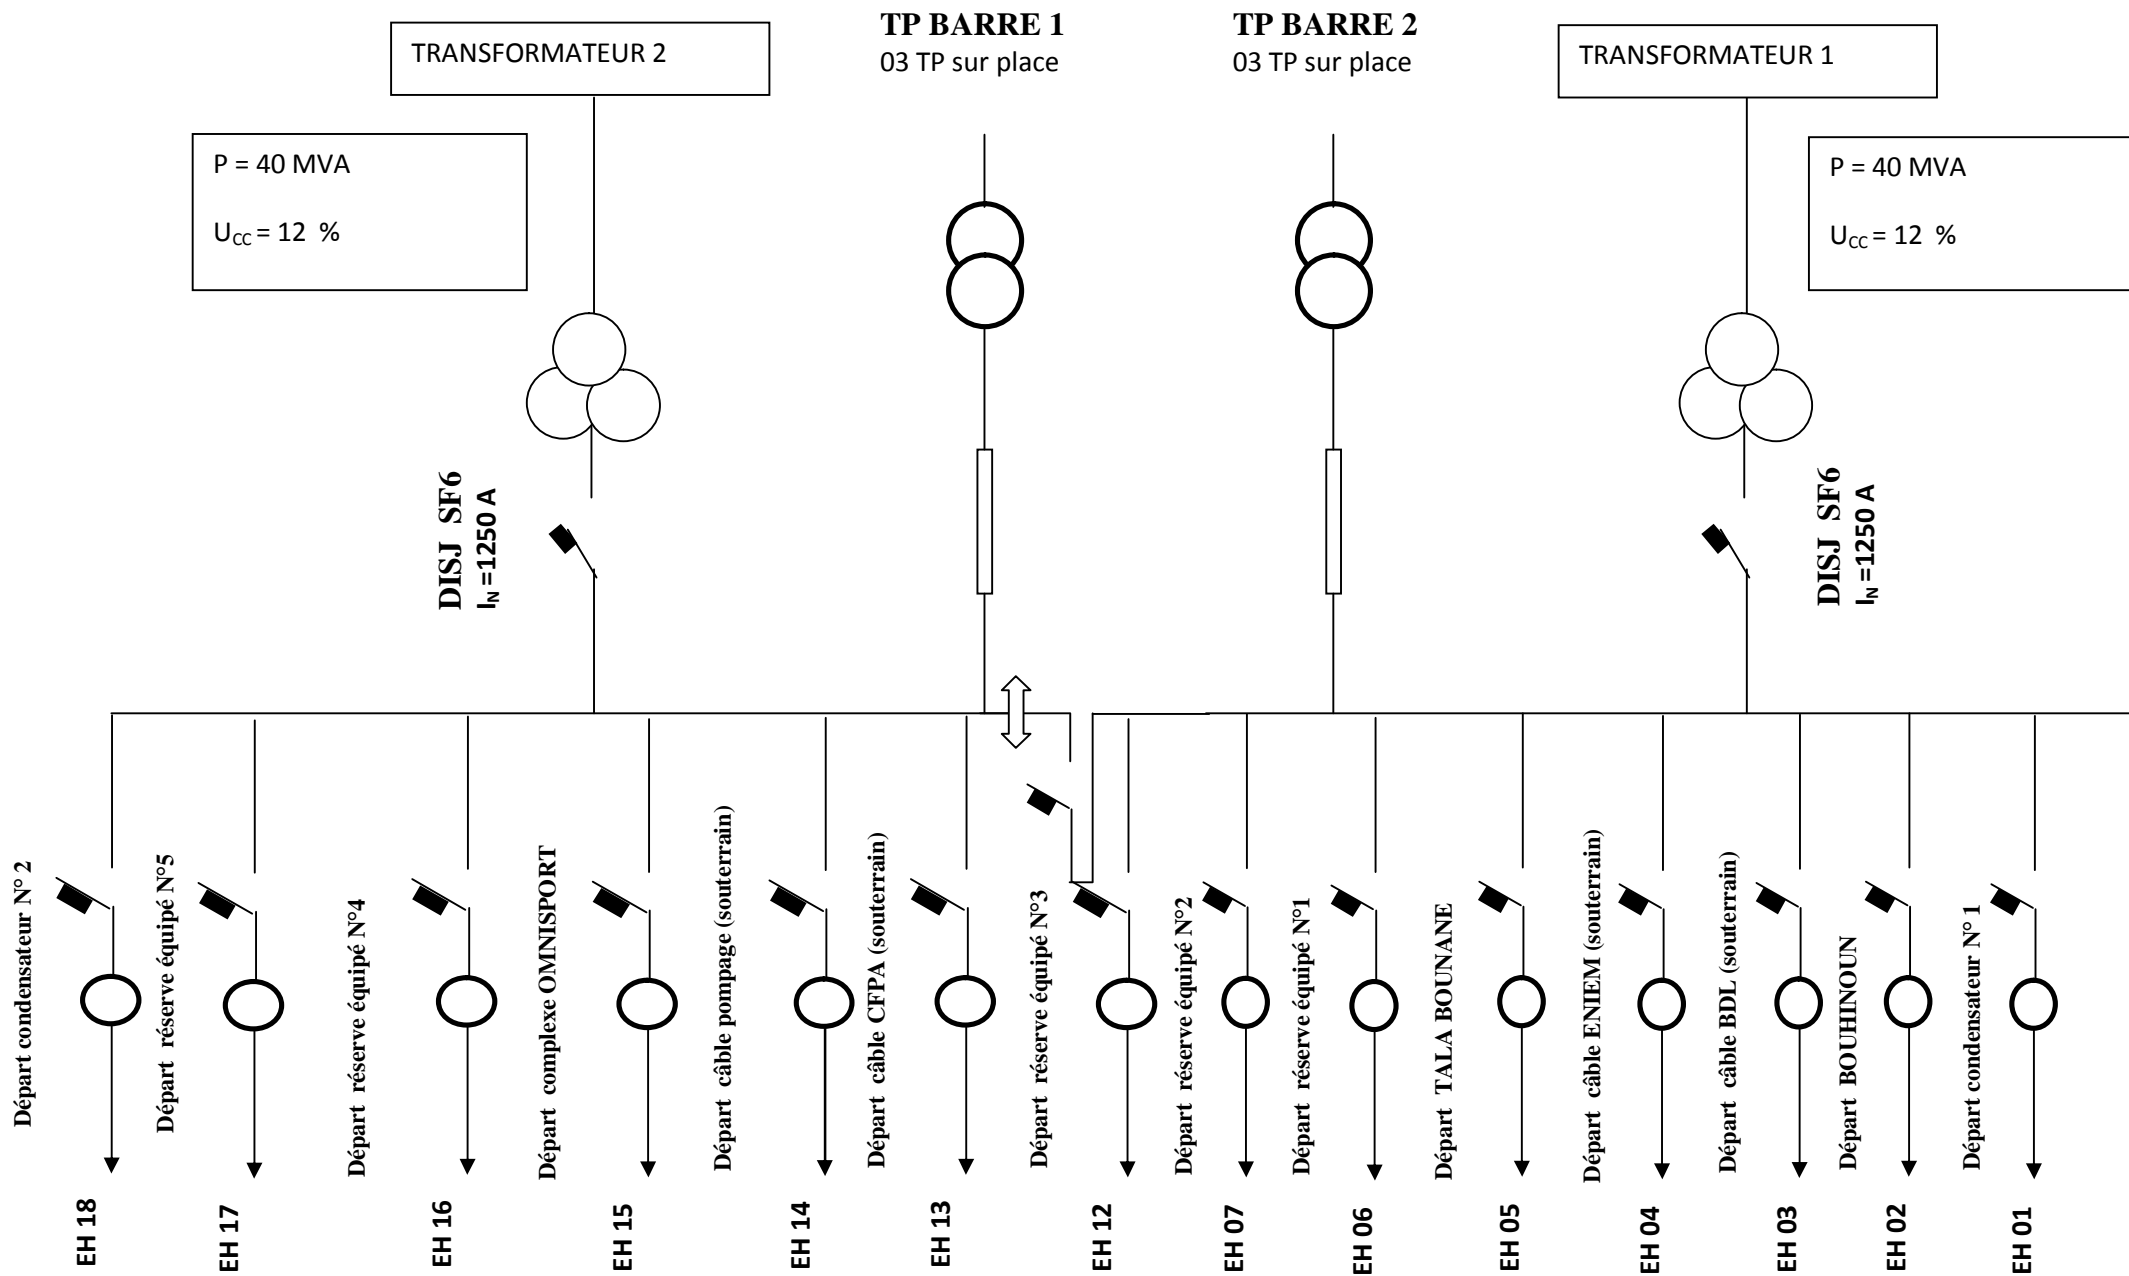 TP BARRE 1
03 TP sur place
TP BARRE 2
03 TP sur place
TRANSFORMATEUR 2
TRANSFORMATEUR 1
P = 40 MVA
U_CC = 12 %
P = 40 MVA
U_CC = 12 %
DISJ SF6
I_N =1250 A
DISJ SF6
I_N =1250 A
Départ condensateur N° 2
Départ réserve équipé N°5
Départ réserve équipé N°4
Départ complexe OMNISPORT
Départ câble pompage (souterrain)
Départ câble CFPA (souterrain)
Départ réserve équipé N°3
Départ réserve équipé N°2
Départ réserve équipé N°1
Départ TALA BOUNANE
Départ câble ENIEM (souterrain)
Départ câble BDL (souterrain)
Départ BOUHINOUN
Départ condensateur N° 1
EH 18
EH 17
EH 16
EH 15
EH 14
EH 13
EH 12
EH 07
EH 06
EH 05
EH 04
EH 03
EH 02
EH 01